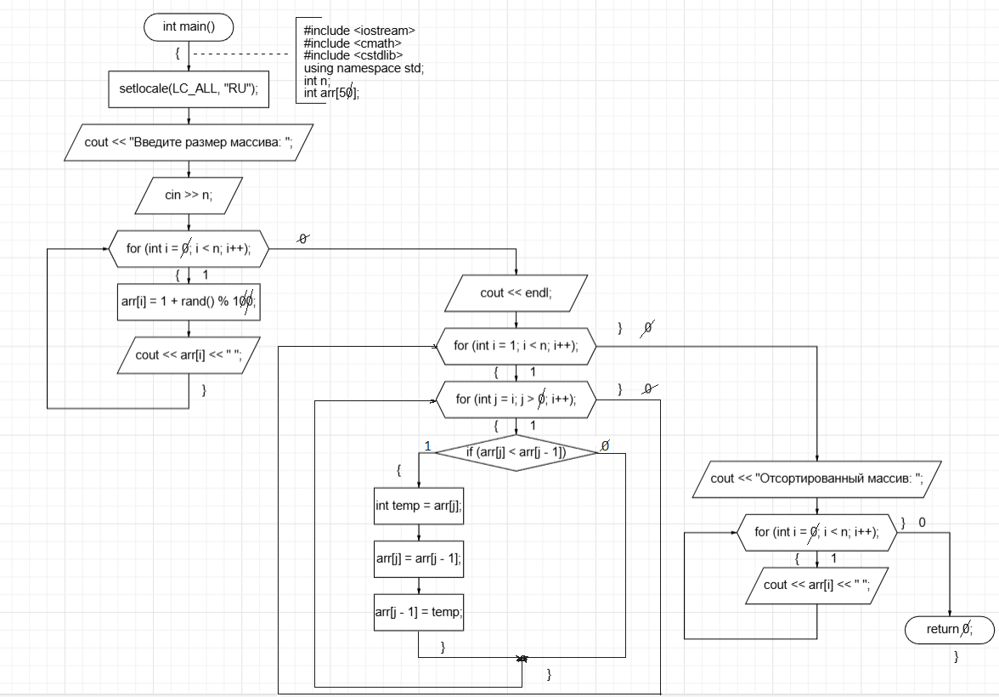 int main()
{
#include <iostream>
#include <cmath>
#include <cstdlib>
using namespace std;
int n;
int arr[50];
setlocale(LC_ALL, "RU");
cout << "Введите размер массива: ";
cin >> n;
for (int i = 0; i < n; i++);
0
{ 1
arr[i] = 1 + rand() % 100;
cout << arr[i] << " ";
}
cout << endl;
for (int i = 1; i < n; i++);
} 0
{ 1
for (int j = i; j > 0; i++);
} 0
{ 1
if (arr[j] < arr[j - 1])
1
0
{
int temp = arr[j];
arr[j] = arr[j - 1];
arr[j - 1] = temp;
}
}
cout << "Отсортированный массив: ";
for (int i = 0; i < n; i++);
} 0
{ 1
cout << arr[i] << " ";
return 0;
}